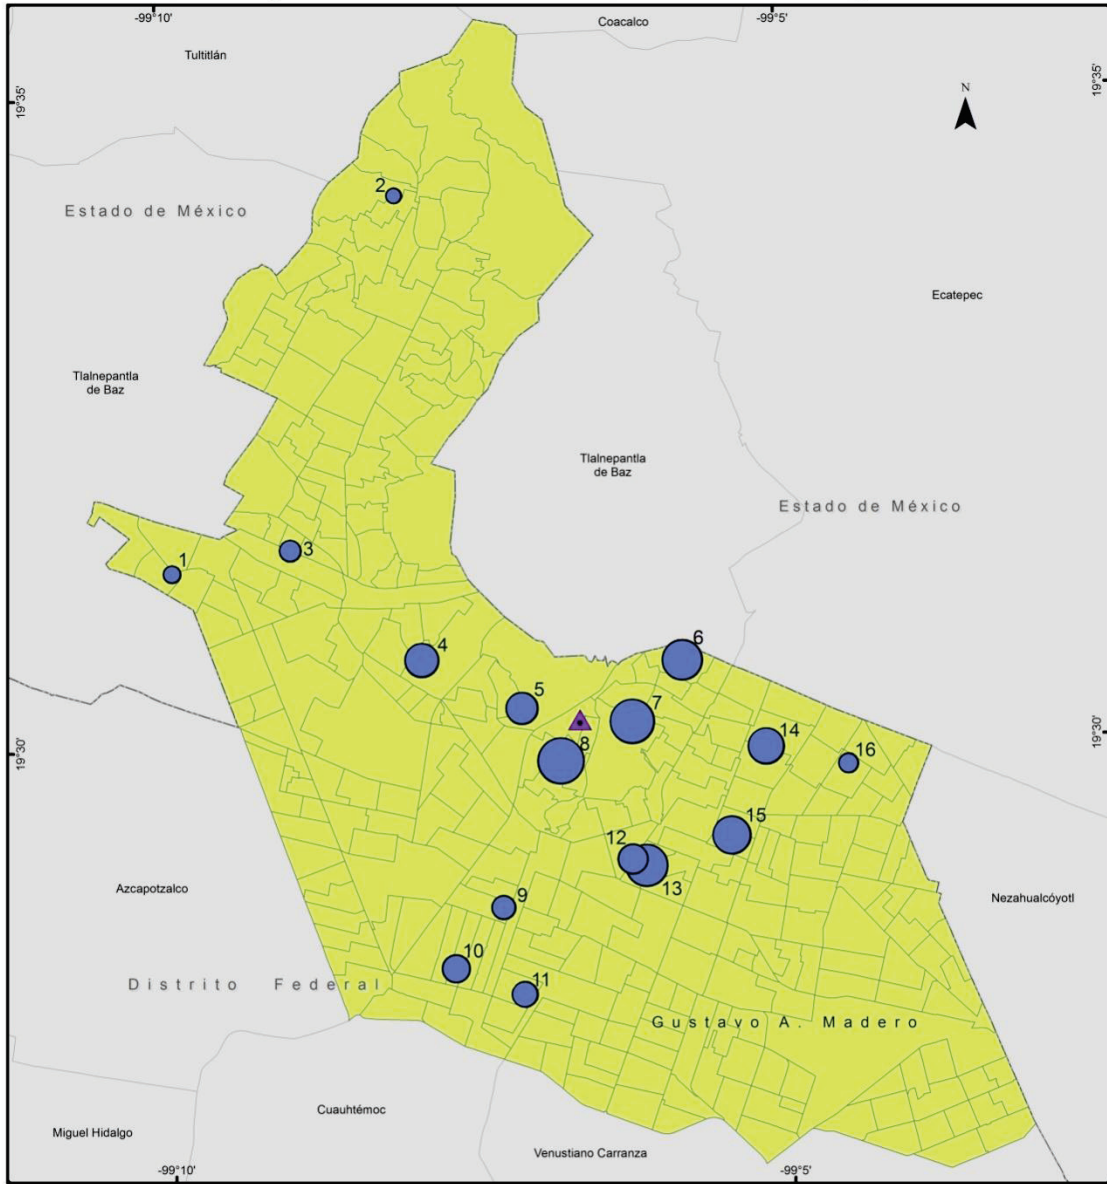 -99°10'
-99°5'
Coacalco
Tultitlán
19°35'
19°35'
N
2
Estado de México
Ecatepec
Tlalnepantla
de Baz
Tlalnepantla
de Baz
Estado de México
3
1
6
4
5
7
14
8
16
19°30'
19°30'
15
12
13
Azcapotzalco
9
Nezahualcóyotl
10
11
Distrito Federal
Gustavo A. Madero
Cuauhtémoc
Miguel Hidalgo
Venustiano Carranza
-99°10'
-99°5'